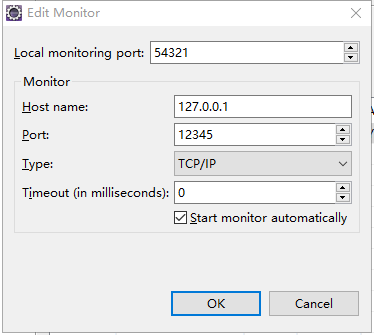 Edit Monitor
Local monitoring port: 54321
Monitor
Host name: 127.0.0.1
Port: 12345
Type: TCP/IP
Timeout (in milliseconds): 0
Start monitor automatically
OK Cancel